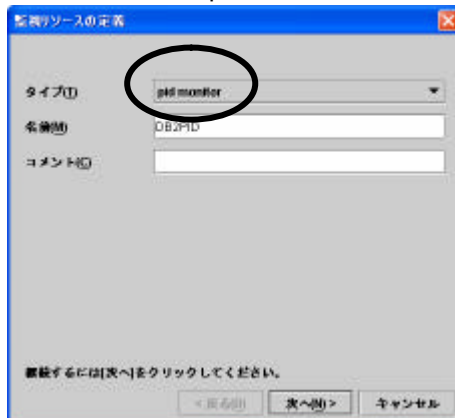 監視リソースの定義
タイプ(T) pid monitor
名前(M) DB2PID
コメント(C)
継続するには[次へ]をクリックしてください。
< 戻る(B) 次へ(N) > キャンセル